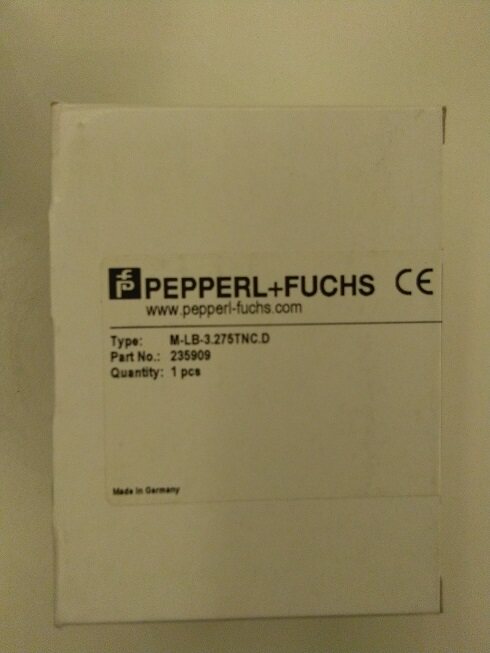 PEPPERL+FUCHS CE
www.pepperl-fuchs.com
Type: M-LB-3.275TNC.D
Part No.: 235909
Quantity: 1 pcs
Made in Germany